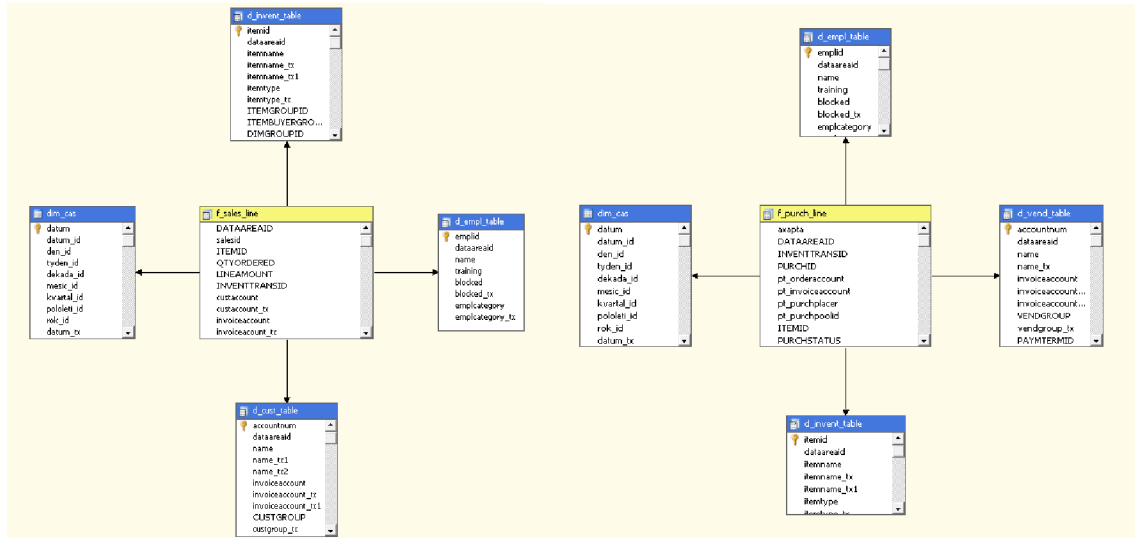 d_invent_table
itemid
dataareaid
itemname
itemname_tx
itemname_tx1
itemtype
itemtype_tx
ITEMGROUPID
ITEMBUYERGRO...
DIMGROUPID
dim_cas
datum
datum_id
den_id
tyden_id
dekada_id
mesic_id
kvartal_id
pololeti_id
rok_id
datum_tx
f_sales_line
DATAAREAID
salesid
ITEMID
QTYORDERED
LINEAMOUNT
INVENTTRANSID
custaccount
custaccount_tx
invoiceaccount
invoiceacount_tx
d_empl_table
emplid
dataareaid
name
training
blocked
blocked_tx
emplcategory
emplcategory_tx
d_cust_table
accountnum
dataareaid
name
name_tx1
name_tx2
invoiceaccount
invoiceaccount_tx
invoiceaccount_tx1
CUSTGROUP
custgroup_tx
d_empl_table
emplid
dataareaid
name
training
blocked
blocked_tx
emplcategory
dim_cas
datum
datum_id
den_id
tyden_id
dekada_id
mesic_id
kvartal_id
pololeti_id
rok_id
datum_tx
f_purch_line
axapta
DATAAREAID
INVENTTRANSID
PURCHID
pt_orderaccount
pt_invoiceaccount
pt_purchplacer
pt_purchpoolid
ITEMID
PURCHSTATUS
d_vend_table
accountnum
dataareaid
name
name_tx
invoiceaccount
invoiceaccount...
invoiceaccount...
VENDGROUP
vendgroup_tx
PAYMTERMID
d_invent_table
itemid
dataareaid
itemname
itemname_tx
itemname_tx1
itemtype
itemtype_tx